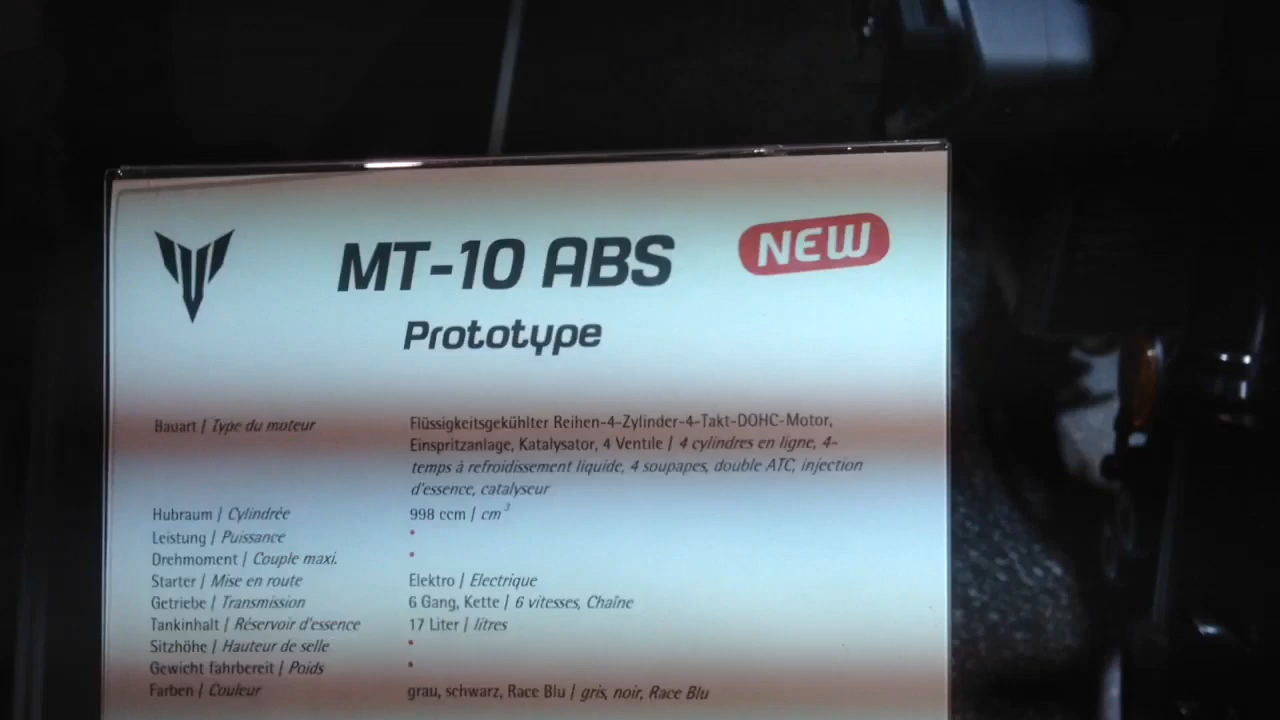 MT-10 ABS
NEW
Prototype
Bauart / Type du moteur
Flüssigkeitsgekühlter Reihen-4-Zylinder-4-Takt-DOHC-Motor,
Einspritzanlage, Katalysator, 4 Ventile / 4 cylindres en ligne, 4-
temps à refroidissement liquide, 4 soupapes, double ATC, injection
d'essence, catalyseur
Hubraum / Cylindrée 998 ccm / cm³
Leistung / Puissance *
Drehmoment / Couple maxi. *
Starter / Mise en route Elektro / Electrique
Getriebe / Transmission 6 Gang, Kette / 6 vitesses, Chaîne
Tankinhalt / Réservoir d'essence 17 Liter / litres
Sitzhöhe / Hauteur de selle *
Gewicht fahrbereit / Poids *
Farben / Couleur grau, schwarz, Race Blu / gris, noir, Race Blu